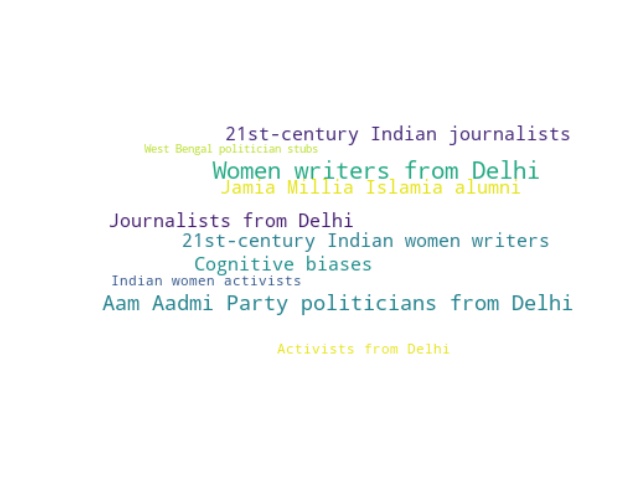 21st-century Indian journalists
West Bengal politician stubs
Women writers from Delhi
Jamia Millia Islamia alumni
Journalists from Delhi
21st-century Indian women writers
Cognitive biases
Indian women activists
Aam Aadmi Party politicians from Delhi
Activists from Delhi